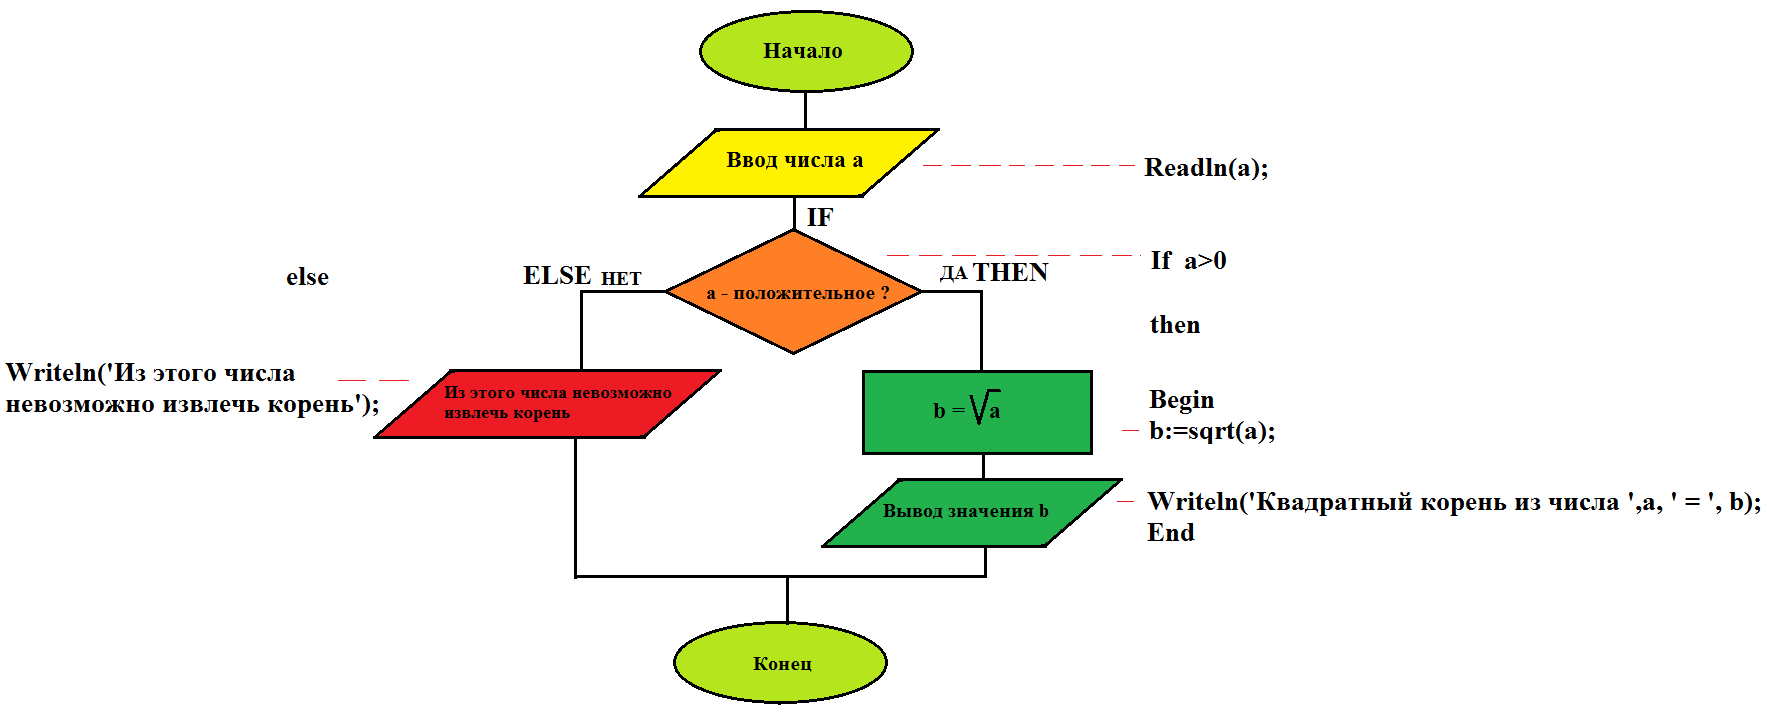 Начало
Ввод числа a
Readln(a);
IF
If a>0
else
ELSE НЕТ
ДА THEN
a - положительное ?
then
Writeln('Из этого числа
невозможно извлечь корень');
Из этого числа невозможно
извлечь корень
b = √a
Begin
b:=sqrt(a);
Вывод значения b
Writeln('Квадратный корень из числа ',a, ' = ', b);
End
Конец